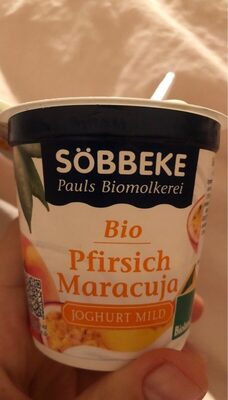 SÖBBEKE
Pauls Biomolkerei
Bio
Pfirsich
Maracuja
JOGHURT MILD